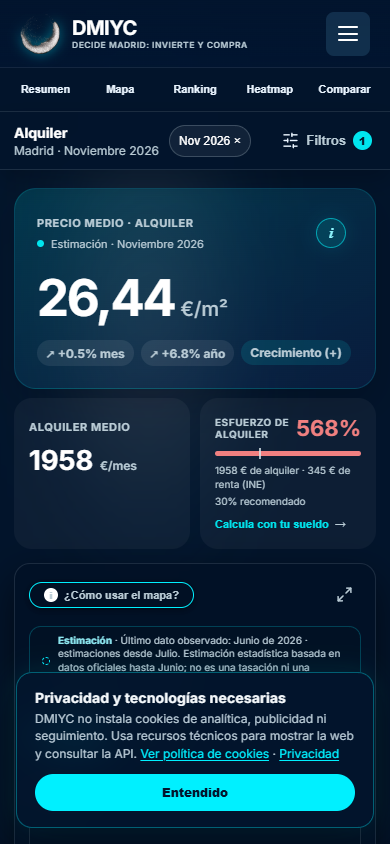 DMIYC
DECIDE MADRID: INVIERTE Y COMPRA
Resumen
Mapa
Ranking
Heatmap
Comparar
Alquiler
Madrid · Noviembre 2026
Nov 2026 ×
Filtros
1
PRECIO MEDIO · ALQUILER
Estimación · Noviembre 2026
i
26,44 €/m²
↗ +0.5% mes
↗ +6.8% año
Crecimiento (+)
ALQUILER MEDIO
1958 €/mes
ESFUERZO DE
ALQUILER
568%
1958 € de alquiler · 345 € de
renta (INE)
30% recomendado
Calcula con tu sueldo →
i ¿Cómo usar el mapa?
Estimación · Último dato observado: Junio de 2026 ·
estimaciones desde Julio. Estimación estadística basada en
datos oficiales hasta Junio; no es una tasación ni una
Privacidad y tecnologías necesarias
DMIYC no instala cookies de analítica, publicidad ni
seguimiento. Usa recursos técnicos para mostrar la web
y consultar la API. Ver política de cookies · Privacidad
Entendido